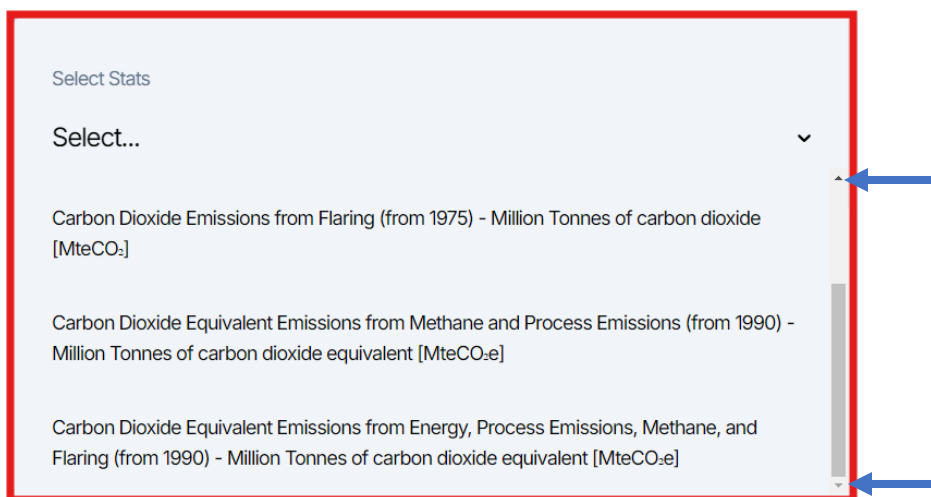 Select Stats
Select...
Carbon Dioxide Emissions from Flaring (from 1975) - Million Tonnes of carbon dioxide
[MteCO₂]
Carbon Dioxide Equivalent Emissions from Methane and Process Emissions (from 1990) -
Million Tonnes of carbon dioxide equivalent [MteCO₂e]
Carbon Dioxide Equivalent Emissions from Energy, Process Emissions, Methane, and
Flaring (from 1990) - Million Tonnes of carbon dioxide equivalent [MteCO₂e]